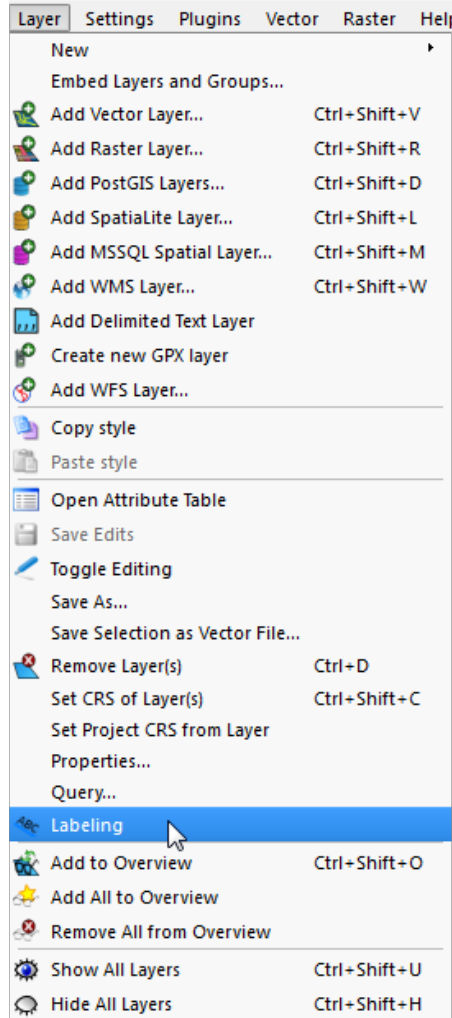 Layer Settings Plugins Vector Raster
New
Embed Layers and Groups...
Add Vector Layer... Ctrl+Shift+V
Add Raster Layer... Ctrl+Shift+R
Add PostGIS Layers... Ctrl+Shift+D
Add SpatiaLite Layer... Ctrl+Shift+L
Add MSSQL Spatial Layer... Ctrl+Shift+M
Add WMS Layer... Ctrl+Shift+W
Add Delimited Text Layer
Create new GPX layer
Add WFS Layer...
Copy style
Paste style
Open Attribute Table
Save Edits
Toggle Editing
Save As...
Save Selection as Vector File...
Remove Layer(s) Ctrl+D
Set CRS of Layer(s) Ctrl+Shift+C
Set Project CRS from Layer
Properties...
Query...
ABC Labeling
Add to Overview Ctrl+Shift+O
Add All to Overview
Remove All from Overview
Show All Layers Ctrl+Shift+U
Hide All Layers Ctrl+Shift+H